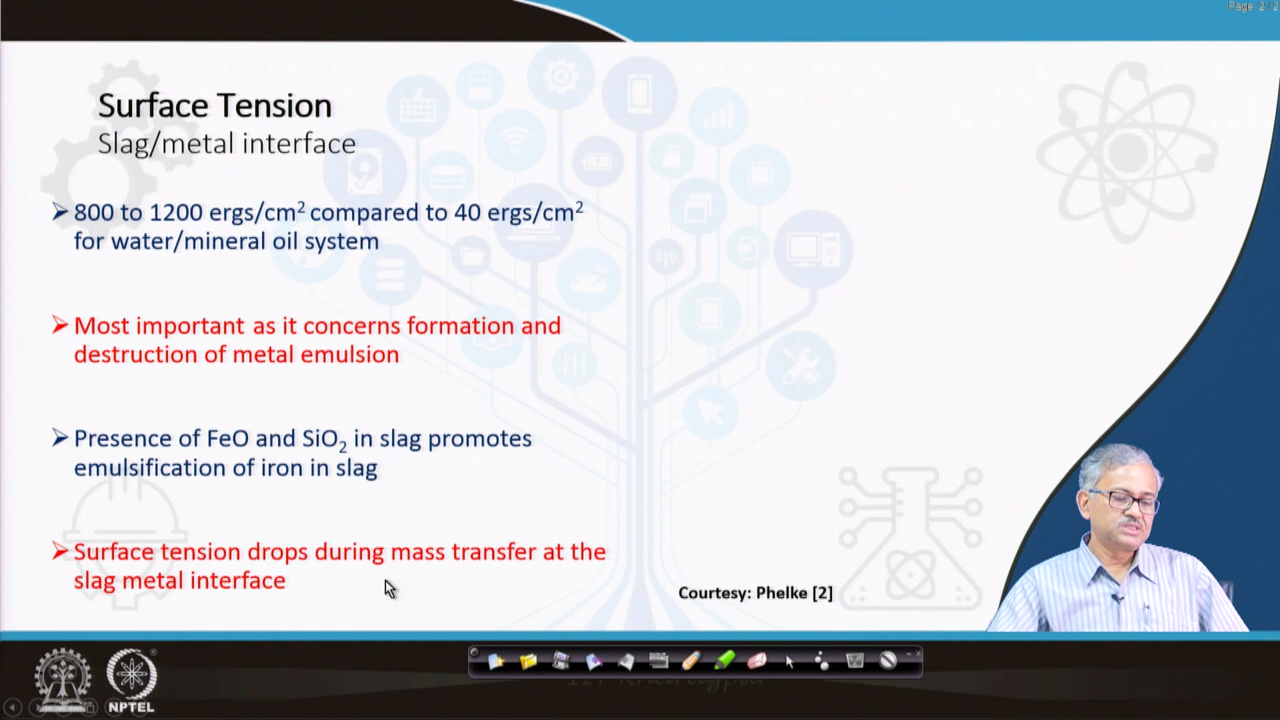 Page 2/2
Surface Tension
Slag/metal interface
➢800 to 1200 ergs/cm² compared to 40 ergs/cm²
for water/mineral oil system
➢Most important as it concerns formation and
destruction of metal emulsion
➢Presence of FeO and SiO₂ in slag promotes
emulsification of iron in slag
➢Surface tension drops during mass transfer at the
slag metal interface
Courtesy: Phelke [2]
NPTEL